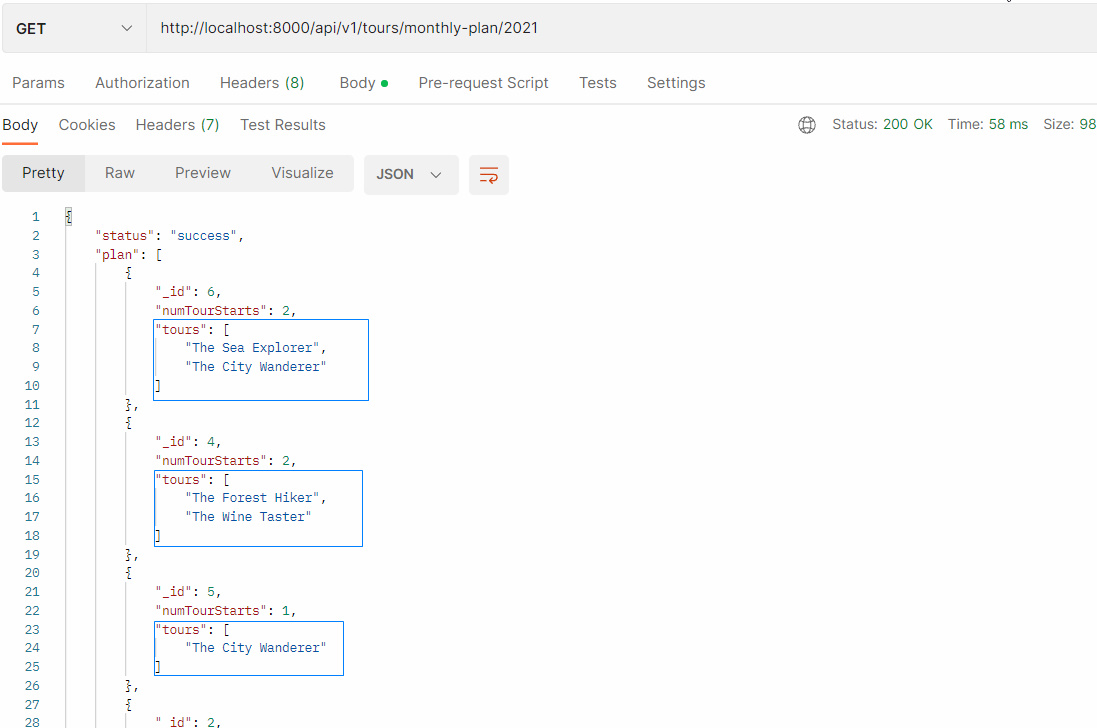 GET http://localhost:8000/api/v1/tours/monthly-plan/2021
Params Authorization Headers (8) Body Pre-request Script Tests Settings
Body Cookies Headers (7) Test Results Status: 200 OK Time: 58 ms Size: 98
Pretty Raw Preview Visualize JSON
1 {
2 "status": "success",
3 "plan": [
4 {
5 "_id": 6,
6 "numTourStarts": 2,
7 "tours": [
8 "The Sea Explorer",
9 "The City Wanderer"
10 ]
11 },
12 {
13 "_id": 4,
14 "numTourStarts": 2,
15 "tours": [
16 "The Forest Hiker",
17 "The Wine Taster"
18 ]
19 },
20 {
21 "_id": 5,
22 "numTourStarts": 1,
23 "tours": [
24 "The City Wanderer"
25 ]
26 },
27 {
28 "_id": 2,